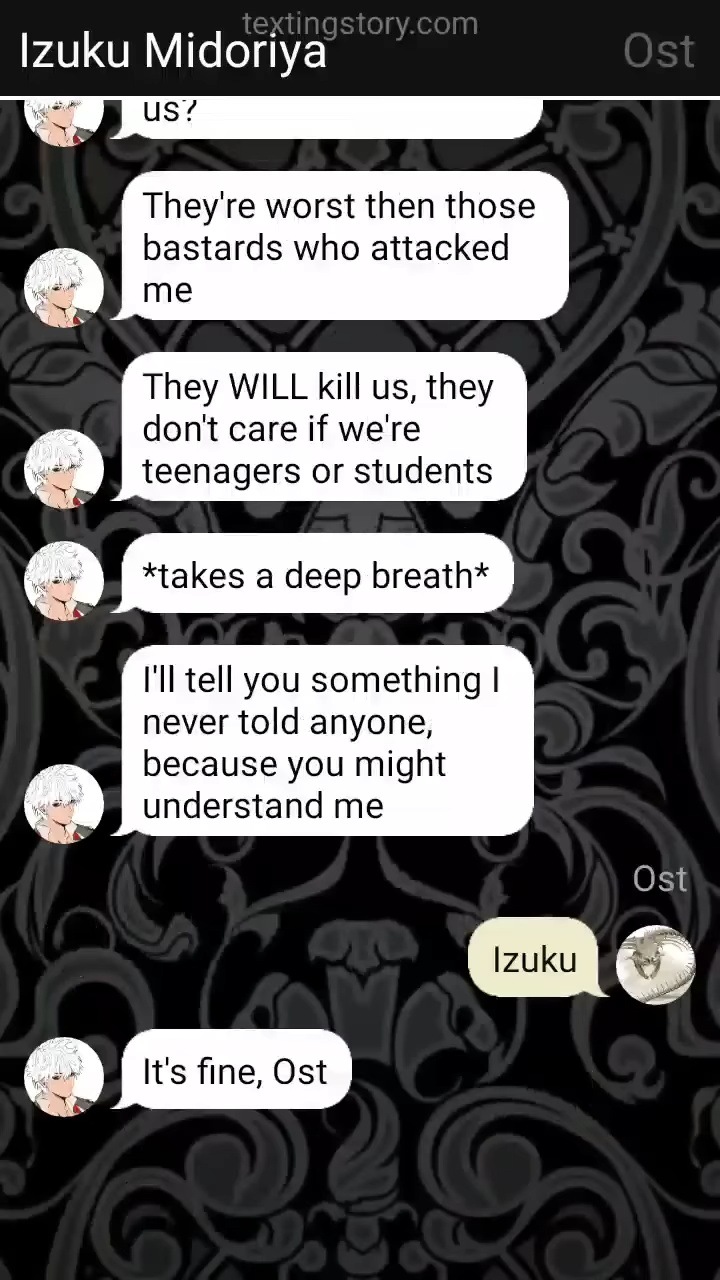 textingstory.com
Izuku Midoriya
Ost
us?
They're worst then those
bastards who attacked
me
They WILL kill us, they
don't cares if we're
teenagers or students
*takes a deep breath*
I'll tell you something I
never told anyone,
because you might
understand me
Ost
Izuku
It's fine, Ost